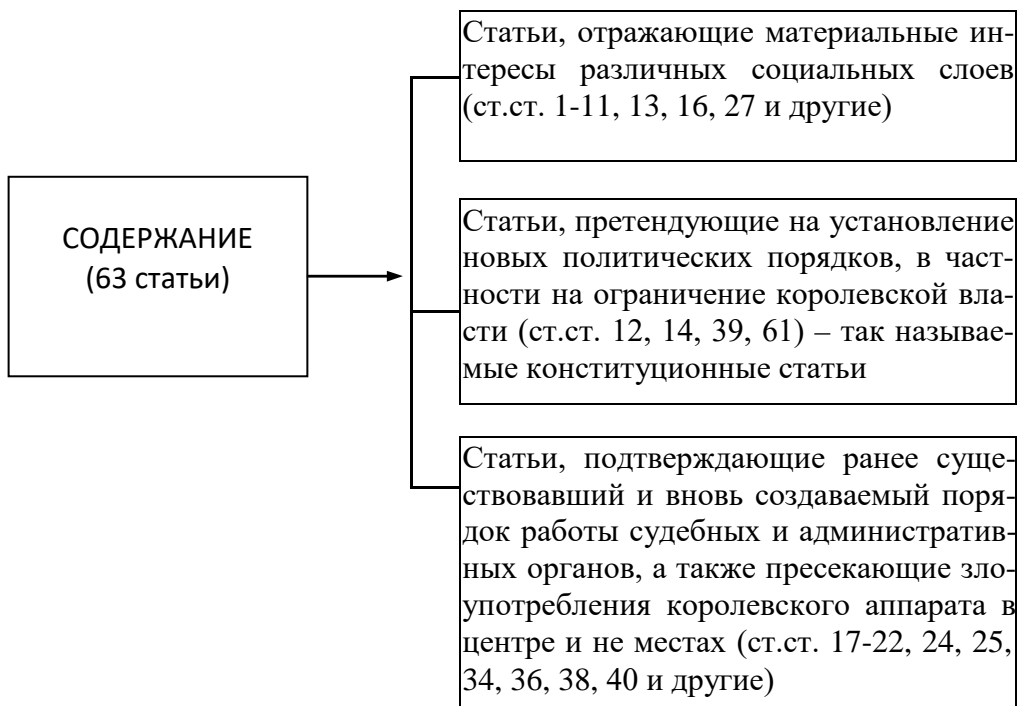 Статьи, отражающие материальные ин-
тересы различных социальных слоев
(ст.ст. 1-11, 13, 16, 27 и другие)
СОДЕРЖАНИЕ
(63 статьи)
Статьи, претендующие на установление
новых политических порядков, в част-
ности на ограничение королевской вла-
сти (ст.ст. 12, 14, 39, 61) – так называе-
мые конституционные статьи
Статьи, подтверждающие ранее суще-
ствовавший и вновь создаваемый поря-
док работы судебных и административ-
ных органов, а также пресекающие зло-
употребления королевского аппарата в
центре и не местах (ст.ст. 17-22, 24, 25,
34, 36, 38, 40 и другие)